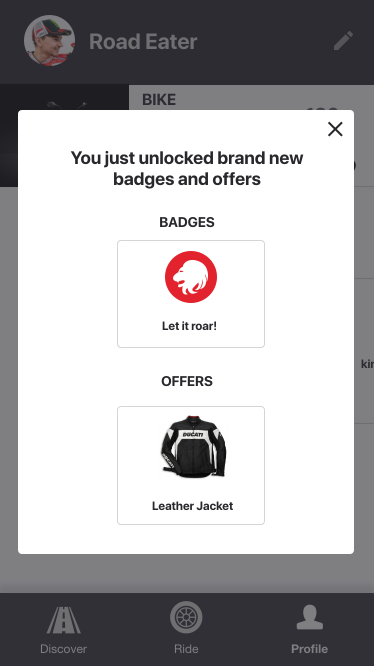 Road Eater
BIKE
You just unlocked brand new
badges and offers
BADGES
Let it roar!
OFFERS
DUCATI
Leather Jacket
Discover
Ride
Profile